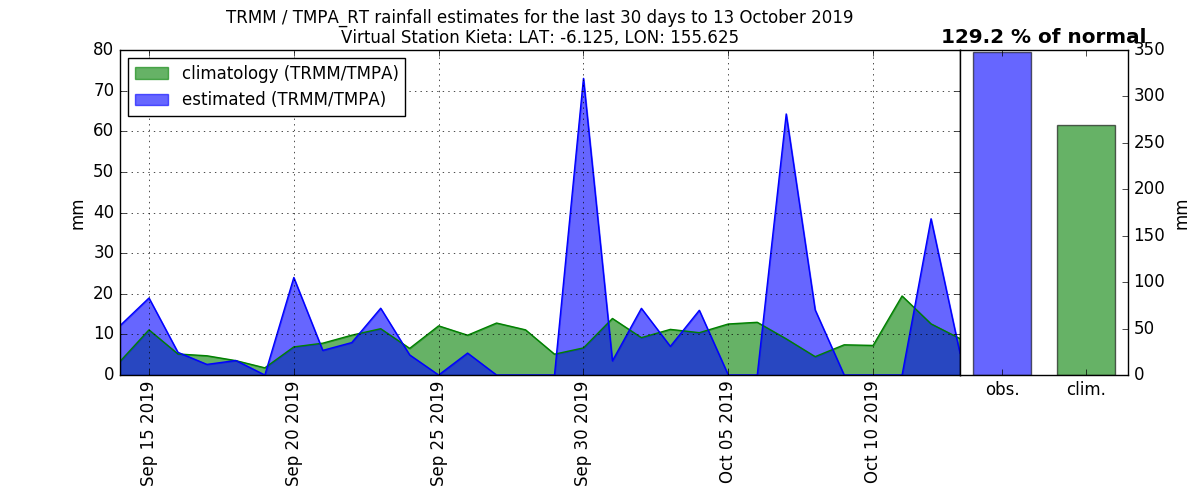 TRMM / TMPA_RT rainfall estimates for the last 30 days to 13 October 2019
Virtual Station Kieta: LAT: -6.125, LON: 155.625
129.2 % of normal
climatology (TRMM/TMPA)
estimated (TRMM/TMPA)
80
70
60
50
40
30
20
10
0
mm
Sep 15 2019
Sep 20 2019
Sep 25 2019
Sep 30 2019
Oct 05 2019
Oct 10 2019
obs.
clim.
350
300
250
200
150
100
50
0
mm